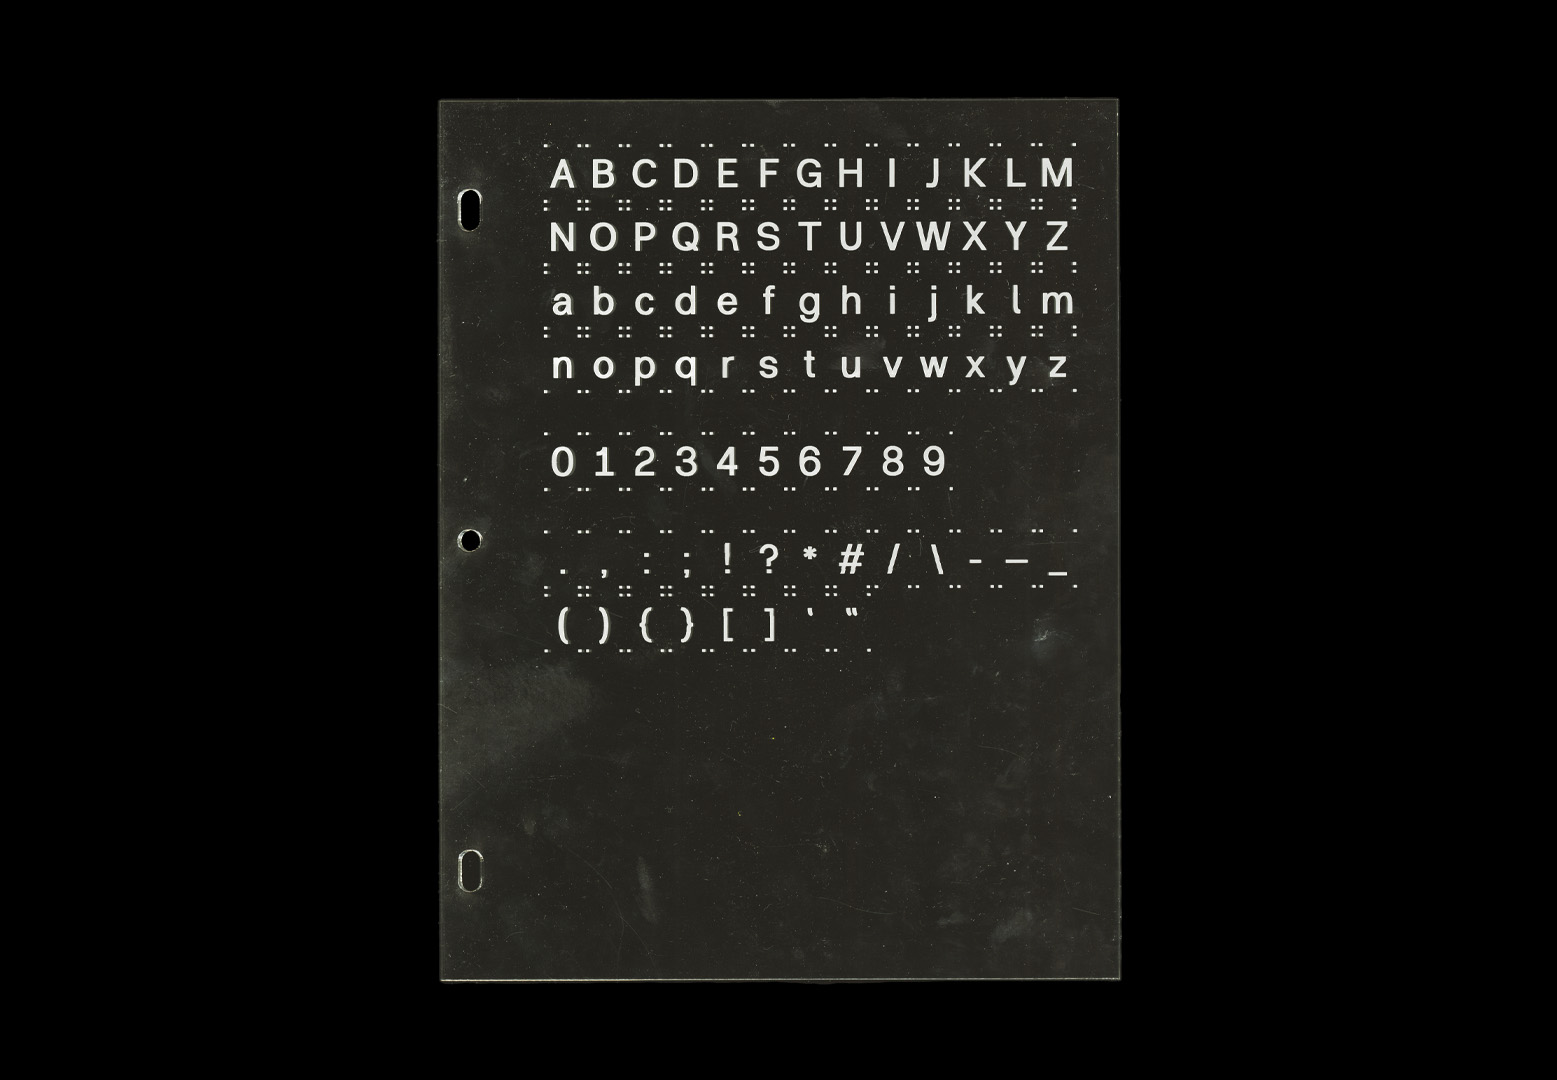 A B C D E F G H I J K L M
N O P Q R S T U V W X Y Z
a b c d e f g h i j k l m
n o p q r s t u v w x y z
0 1 2 3 4 5 6 7 8 9
. , : ; ! ? * # / \ - — _
( ) { } [ ] ‛ “